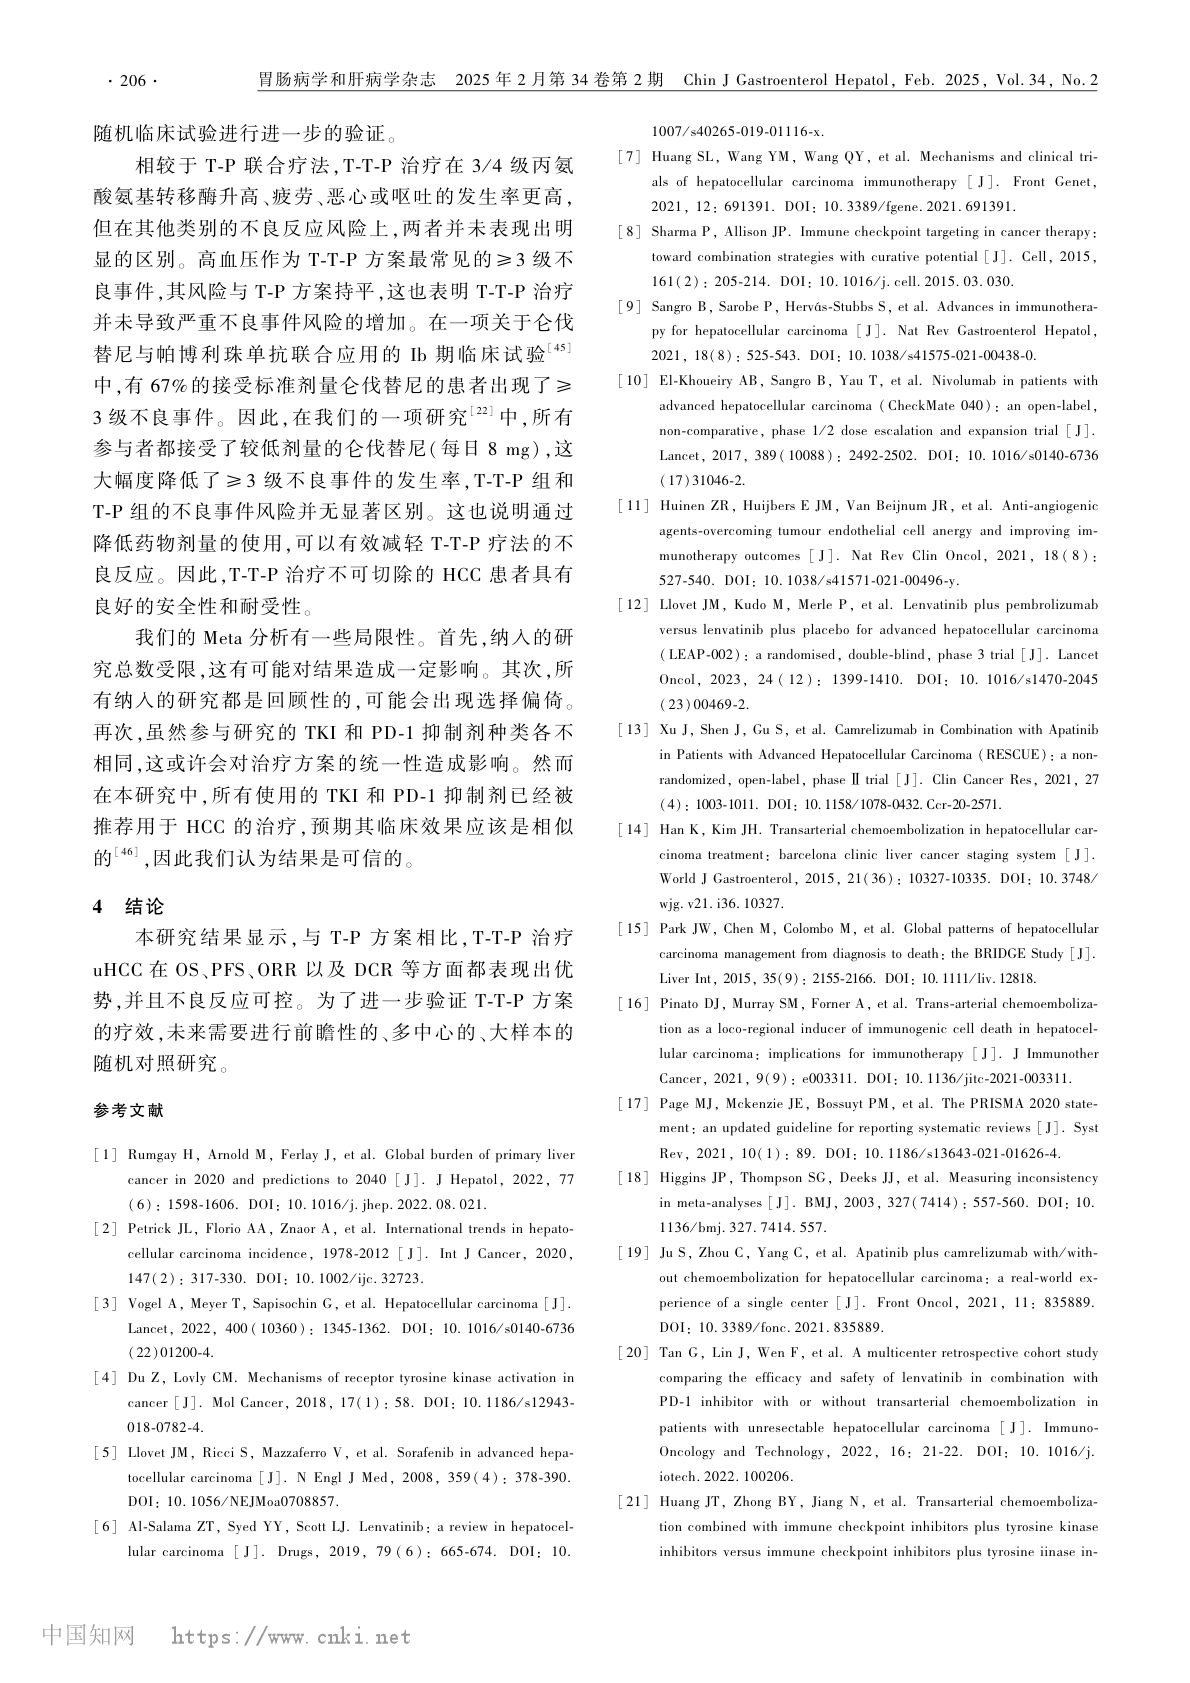 · 206 ·
胃肠病学和肝病学杂志 2025 年 2 月第 34 卷第 2 期 Chin J Gastroenterol Hepatol, Feb. 2025, Vol. 34, No. 2
随机临床试验进行进一步的验证。
相较于 T-P 联合疗法,T-T-P 治疗在 3/4 级丙氨
酸氨基转移酶升高、疲劳、恶心或呕吐的发生率更高,
但在其他类别的不良反应风险上,两者并未表现出明
显的区别。高血压作为 T-T-P 方案最常见的≥3 级不
良事件,其风险与 T-P 方案持平,这也表明 T-T-P 治疗
并未导致严重不良事件风险的增加。在一项关于仑伐
替尼与帕博利珠单抗联合应用的 Ib 期临床试验[45]
中,有 67%的接受标准剂量仑伐替尼的患者出现了≥
3 级不良事件。因此,在我们的一项研究[22]中,所有
参与者都接受了较低剂量的仑伐替尼(每日 8 mg),这
大幅度降低了≥3 级不良事件的发生率,T-T-P 组和
T-P 组的不良事件风险并无显著区别。这也说明通过
降低药物剂量的使用,可以有效减轻 T-T-P 疗法的不
良反应。因此,T-T-P 治疗不可切除的 HCC 患者具有
良好的安全性和耐受性。
我们的 Meta 分析有一些局限性。首先,纳入的研
究总数受限,这有可能对结果造成一定影响。其次,所
有纳入的研究都是回顾性的,可能会出现选择偏倚。
再次,虽然参与研究的 TKI 和 PD-1 抑制剂种类各不
相同,这或许会对治疗方案的统一性造成影响。然而
在本研究中,所有使用的 TKI 和 PD-1 抑制剂已经被
推荐用于 HCC 的治疗,预期其临床效果应该是相似
的[46],因此我们认为结果是可信的。
4 结论
本研究结果显示,与 T-P 方案相比,T-T-P 治疗
uHCC 在 OS、PFS、ORR 以及 DCR 等方面都表现出优
势,并且不良反应可控。为了进一步验证 T-T-P 方案
的疗效,未来需要进行前瞻性的、多中心的、大样本的
随机对照研究。
参考文献
[1] Rumgay H, Arnold M, Ferlay J, et al. Global burden of primary liver
cancer in 2020 and predictions to 2040 [J]. J Hepatol, 2022, 77
(6): 1598-1606. DOI: 10.1016/j.jhep.2022.08.021.
[2] Petrick JL, Florio AA, Znaor A, et al. International trends in hepato-
cellular carcinoma incidence, 1978-2012 [J]. Int J Cancer, 2020,
147(2): 317-330. DOI: 10.1002/ijc.32723.
[3] Vogel A, Meyer T, Sapisochin G, et al. Hepatocellular carcinoma [J].
Lancet, 2022, 400(10360): 1345-1362. DOI: 10.1016/s0140-6736
(22)01200-4.
[4] Du Z, Lovly CM. Mechanisms of receptor tyrosine kinase activation in
cancer [J]. Mol Cancer, 2018, 17(1): 58. DOI: 10.1186/s12943-
018-0782-4.
[5] Llovet JM, Ricci S, Mazzaferro V, et al. Sorafenib in advanced hepa-
tocellular carcinoma [J]. N Engl J Med, 2008, 359(4): 378-390.
DOI: 10.1056/NEJMoa0708857.
[6] Al-Salama ZT, Syed YY, Scott LJ. Lenvatinib: a review in hepatocel-
lular carcinoma [J]. Drugs, 2019, 79(6): 665-674. DOI: 10.
1007/s40265-019-01116-x.
[7] Huang SL, Wang YM, Wang QY, et al. Mechanisms and clinical tri-
als of hepatocellular carcinoma immunotherapy [J]. Front Genet,
2021, 12: 691391. DOI: 10.3389/fgene.2021.691391.
[8] Sharma P, Allison JP. Immune checkpoint targeting in cancer therapy:
toward combination strategies with curative potential [J]. Cell, 2015,
161(2): 205-214. DOI: 10.1016/j.cell.2015.03.030.
[9] Sangro B, Sarobe P, Hervás-Stubbs S, et al. Advances in immunothera-
py for hepatocellular carcinoma [J]. Nat Rev Gastroenterol Hepatol,
2021, 18(8): 525-543. DOI: 10.1038/s41575-021-00438-0.
[10] El-Khoueiry AB, Sangro B, Yau T, et al. Nivolumab in patients with
advanced hepatocellular carcinoma (CheckMate 040): an open-label,
non-comparative, phase 1/2 dose escalation and expansion trial [J].
Lancet, 2017, 389(10088): 2492-2502. DOI: 10.1016/s0140-6736
(17)31046-2.
[11] Huinen ZR, Huijbers E JM, Van Beijnum JR, et al. Anti-angiogenic
agents-overcoming tumour endothelial cell anergy and improving im-
munotherapy outcomes [J]. Nat Rev Clin Oncol, 2021, 18(8):
527-540. DOI: 10.1038/s41571-021-00496-y.
[12] Llovet JM, Kudo M, Merle P, et al. Lenvatinib plus pembrolizumab
versus lenvatinib plus placebo for advanced hepatocellular carcinoma
(LEAP-002): a randomised, double-blind, phase 3 trial [J]. Lancet
Oncol, 2023, 24(12): 1399-1410. DOI: 10.1016/s1470-2045
(23)00469-2.
[13] Xu J, Shen J, Gu S, et al. Camrelizumab in Combination with Apatinib
in Patients with Advanced Hepatocellular Carcinoma (RESCUE): a non-
randomized, open-label, phase Ⅱ trial [J]. Clin Cancer Res, 2021, 27
(4): 1003-1011. DOI: 10.1158/1078-0432.Ccr-20-2571.
[14] Han K, Kim JH. Transarterial chemoembolization in hepatocellular car-
cinoma treatment: barcelona clinic liver cancer staging system [J].
World J Gastroenterol, 2015, 21(36): 10327-10335. DOI: 10.3748/
wjg.v21.i36.10327.
[15] Park JW, Chen M, Colombo M, et al. Global patterns of hepatocellular
carcinoma management from diagnosis to death: the BRIDGE Study [J].
Liver Int, 2015, 35(9): 2155-2166. DOI: 10.1111/liv.12818.
[16] Pinato DJ, Murray SM, Forner A, et al. Trans-arterial chemoemboliza-
tion as a loco-regional inducer of immunogenic cell death in hepatocel-
lular carcinoma: implications for immunotherapy [J]. J Immunother
Cancer, 2021, 9(9): e003311. DOI: 10.1136/jitc-2021-003311.
[17] Page MJ, Mckenzie JE, Bossuyt PM, et al. The PRISMA 2020 state-
ment: an updated guideline for reporting systematic reviews [J]. Syst
Rev, 2021, 10(1): 89. DOI: 10.1186/s13643-021-01626-4.
[18] Higgins JP, Thompson SG, Deeks JJ, et al. Measuring inconsistency
in meta-analyses [J]. BMJ, 2003, 327(7414): 557-560. DOI: 10.
1136/bmj.327.7414.557.
[19] Ju S, Zhou C, Yang C, et al. Apatinib plus camrelizumab with/with-
out chemoembolization for hepatocellular carcinoma: a real-world ex-
perience of a single center [J]. Front Oncol, 2021, 11: 835889.
DOI: 10.3389/fonc.2021.835889.
[20] Tan G, Lin J, Wen F, et al. A multicenter retrospective cohort study
comparing the efficacy and safety of lenvatinib in combination with
PD-1 inhibitor with or without transarterial chemoembolization in
patients with unresectable hepatocellular carcinoma [J]. Immuno-
Oncology and Technology, 2022, 16: 21-22. DOI: 10.1016/j.
iotech.2022.100206.
[21] Huang JT, Zhong BY, Jiang N, et al. Transarterial chemoemboliza-
tion combined with immune checkpoint inhibitors plus tyrosine kinase
inhibitors versus immune checkpoint inhibitors plus tyrosine iinase in-
中国知网 https://www.cnki.net